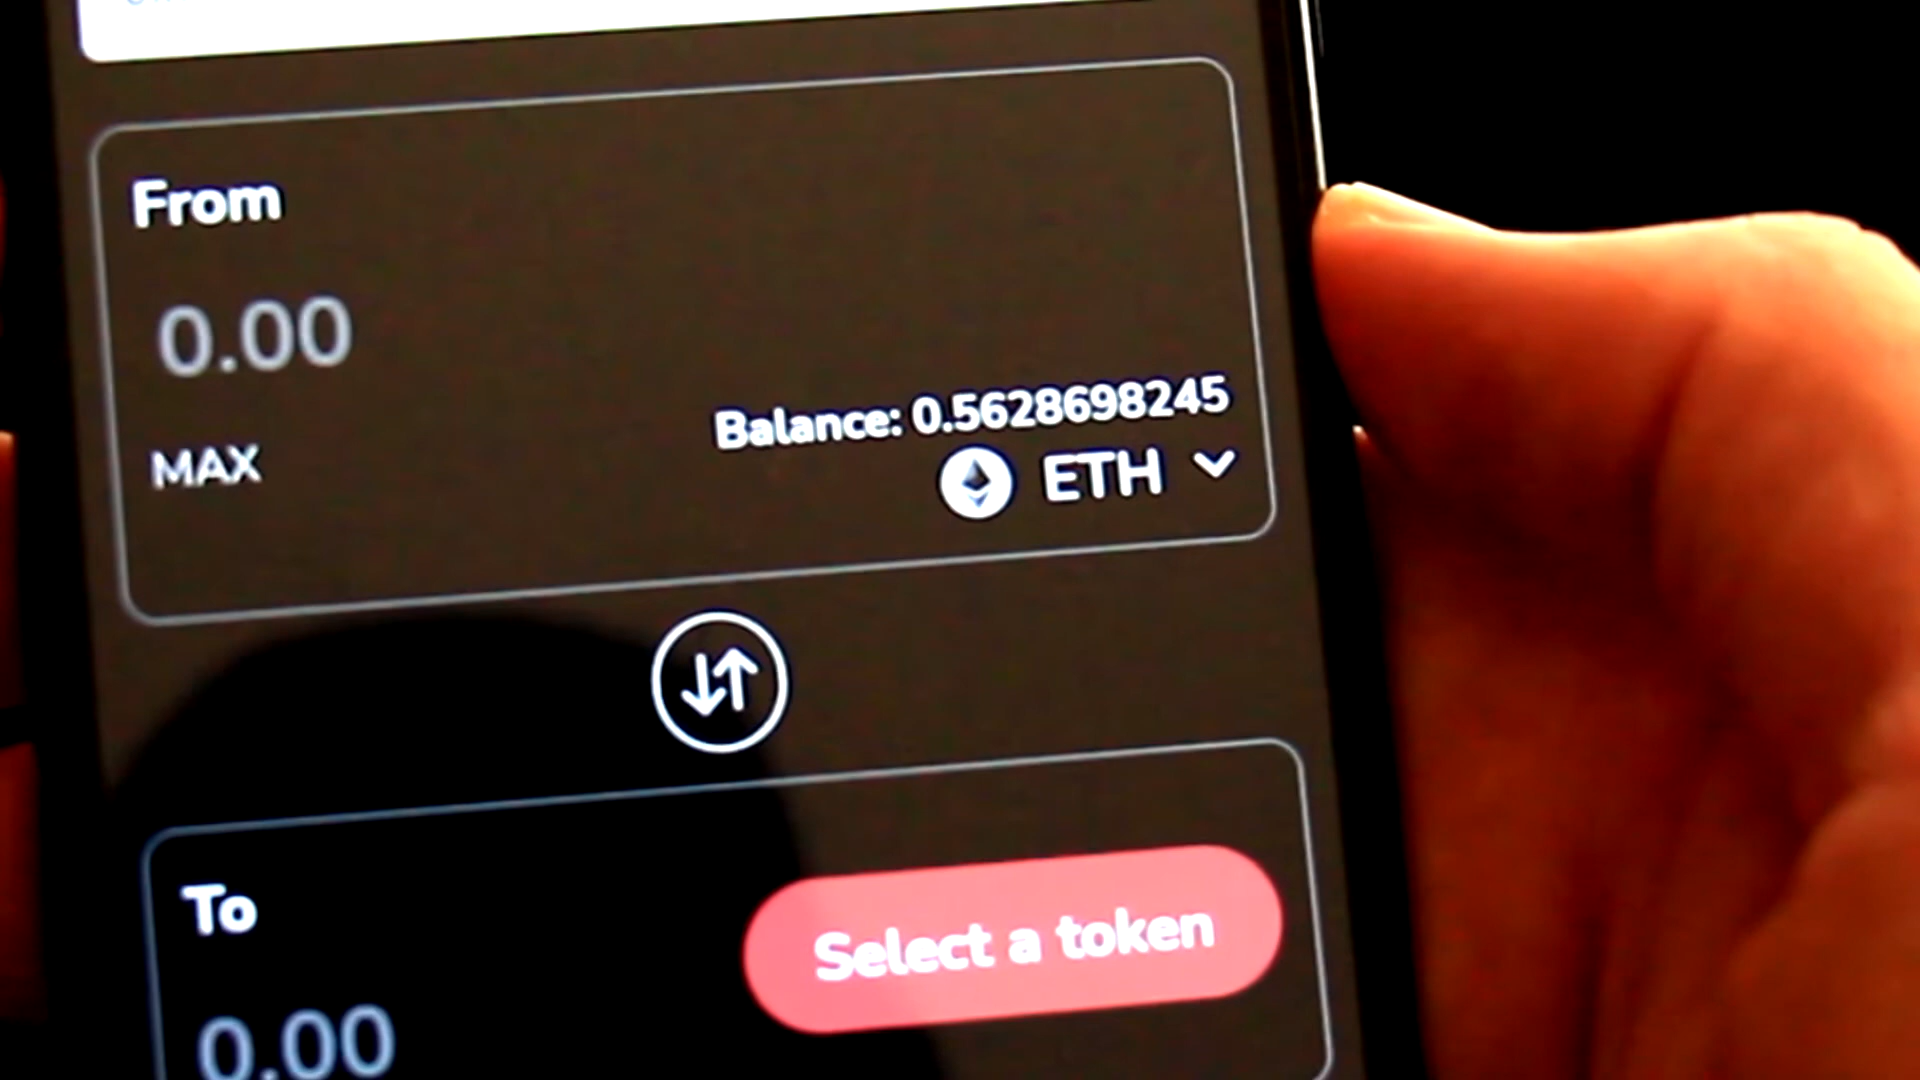 From
0.00
Balance: 0.5628698245
MAX
ETH
To
Select a token
0.00